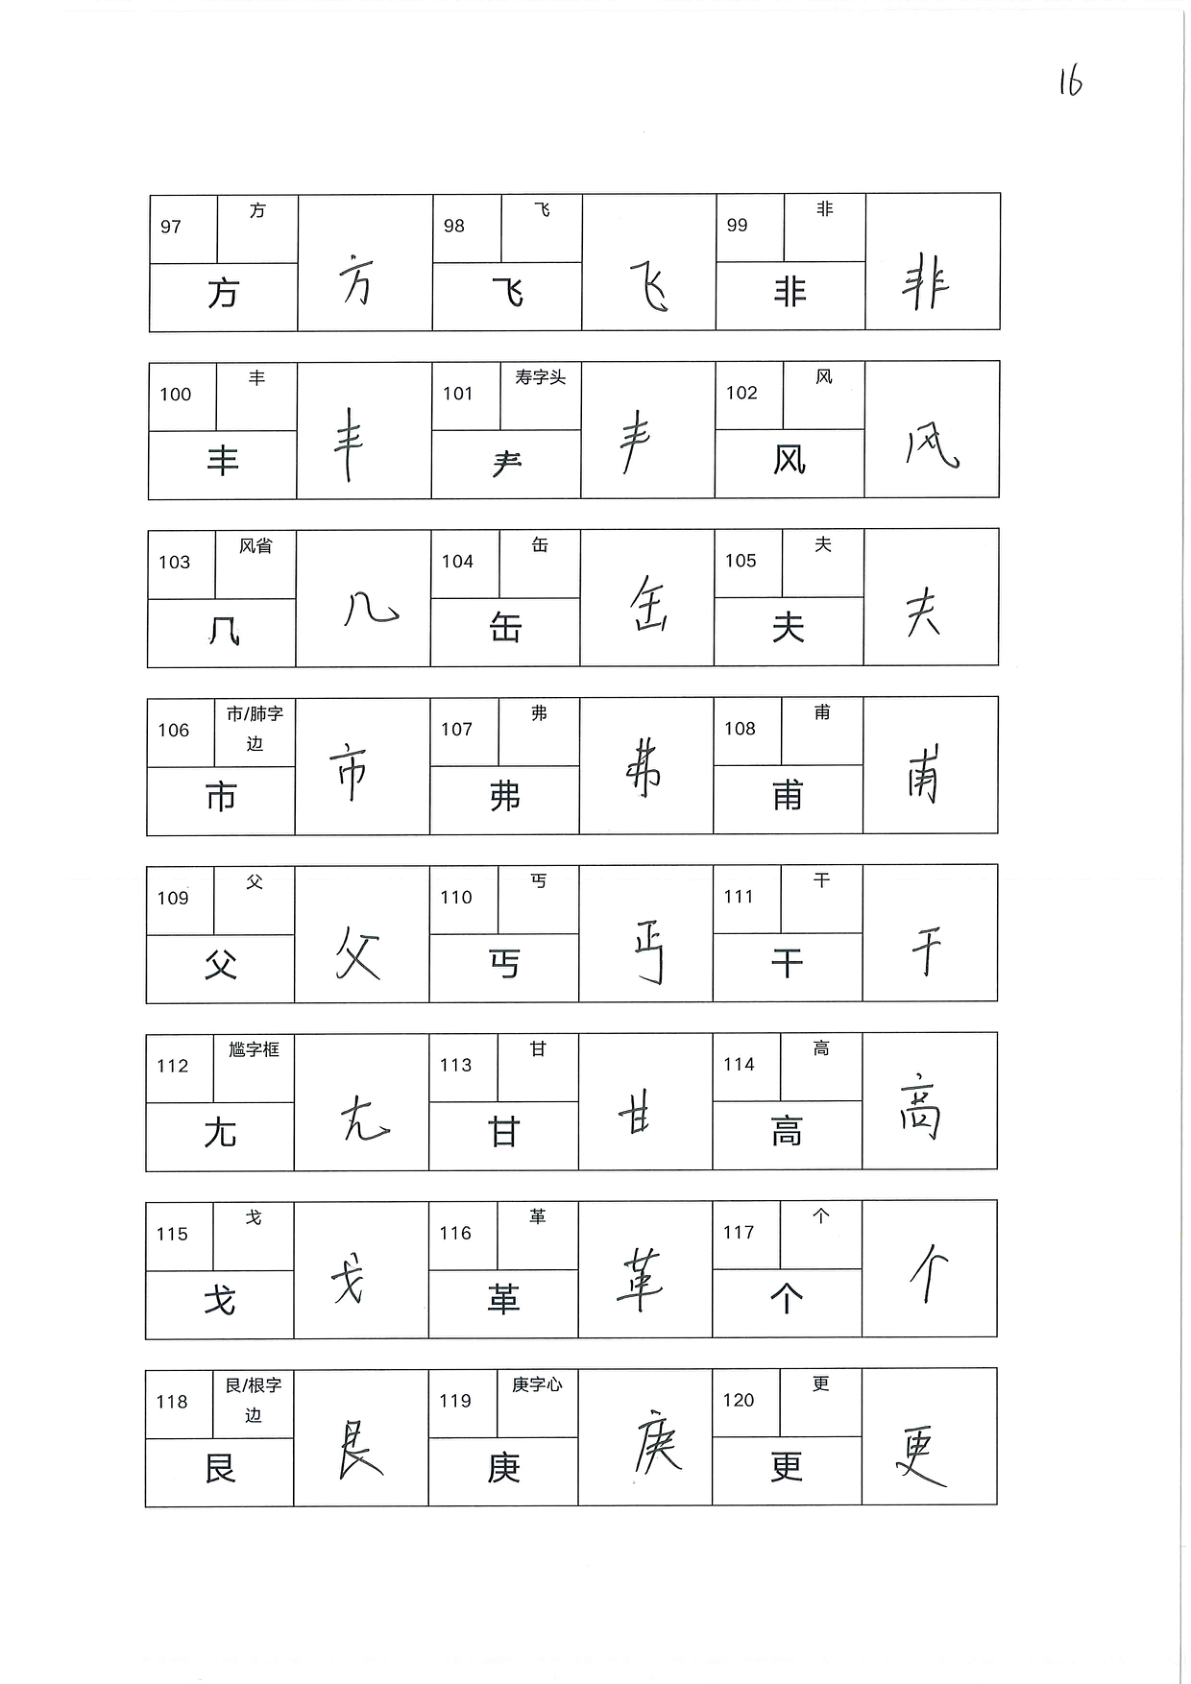 16
97 方 方 方 98 飞 飞 飞 99 非 非 非
100 丰 丰 丰 101 寿字头 𡗗 102 风 风 风
103 风省 𠘨 几 104 缶 缶 缶 105 夫 夫 夫
106 市/肺字边 市 市 107 弗 弗 弗 108 甫 甫 甫
109 父 父 父 110 丐 丐 丐 111 干 干 干
112 尴字框 尢 尢 113 甘 甘 甘 114 高 高 高
115 戈 戈 戈 116 革 革 革 117 个 个 个
118 艮/根字边 艮 艮 119 庚字心 庚 庚 120 更 更 更